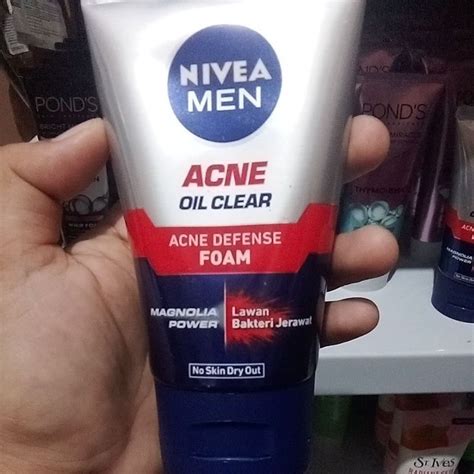 NIVEA
MEN
ACNE
OIL CLEAR
ACNE DEFENSE
FOAM
MAGNOLIA
POWER
Lawan
Bakteri Jerawat
No Skin Dry Out
POND'S
BRIGHT
POND'S
St.Ives